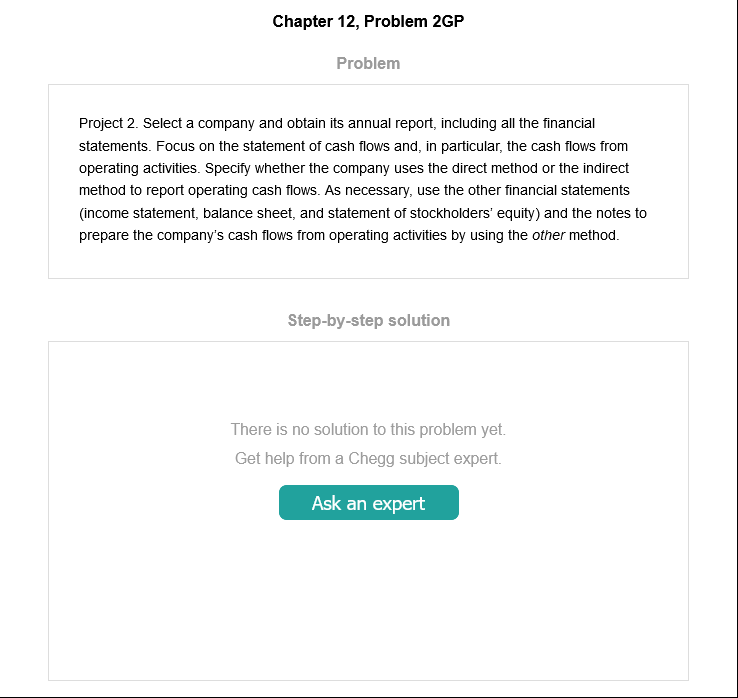 Chapter 12, Problem 2GP
Problem
Project 2. Select a company and obtain its annual report, including all the financial
statements. Focus on the statement of cash flows and, in particular, the cash flows from
operating activities. Specify whether the company uses the direct method or the indirect
method to report operating cash flows. As necessary, use the other financial statements
(income statement, balance sheet, and statement of stockholders’ equity) and the notes to
prepare the company’s cash flows from operating activities by using the other method.
Step-by-step solution
There is no solution to this problem yet.
Get help from a Chegg subject expert.
Ask an expert